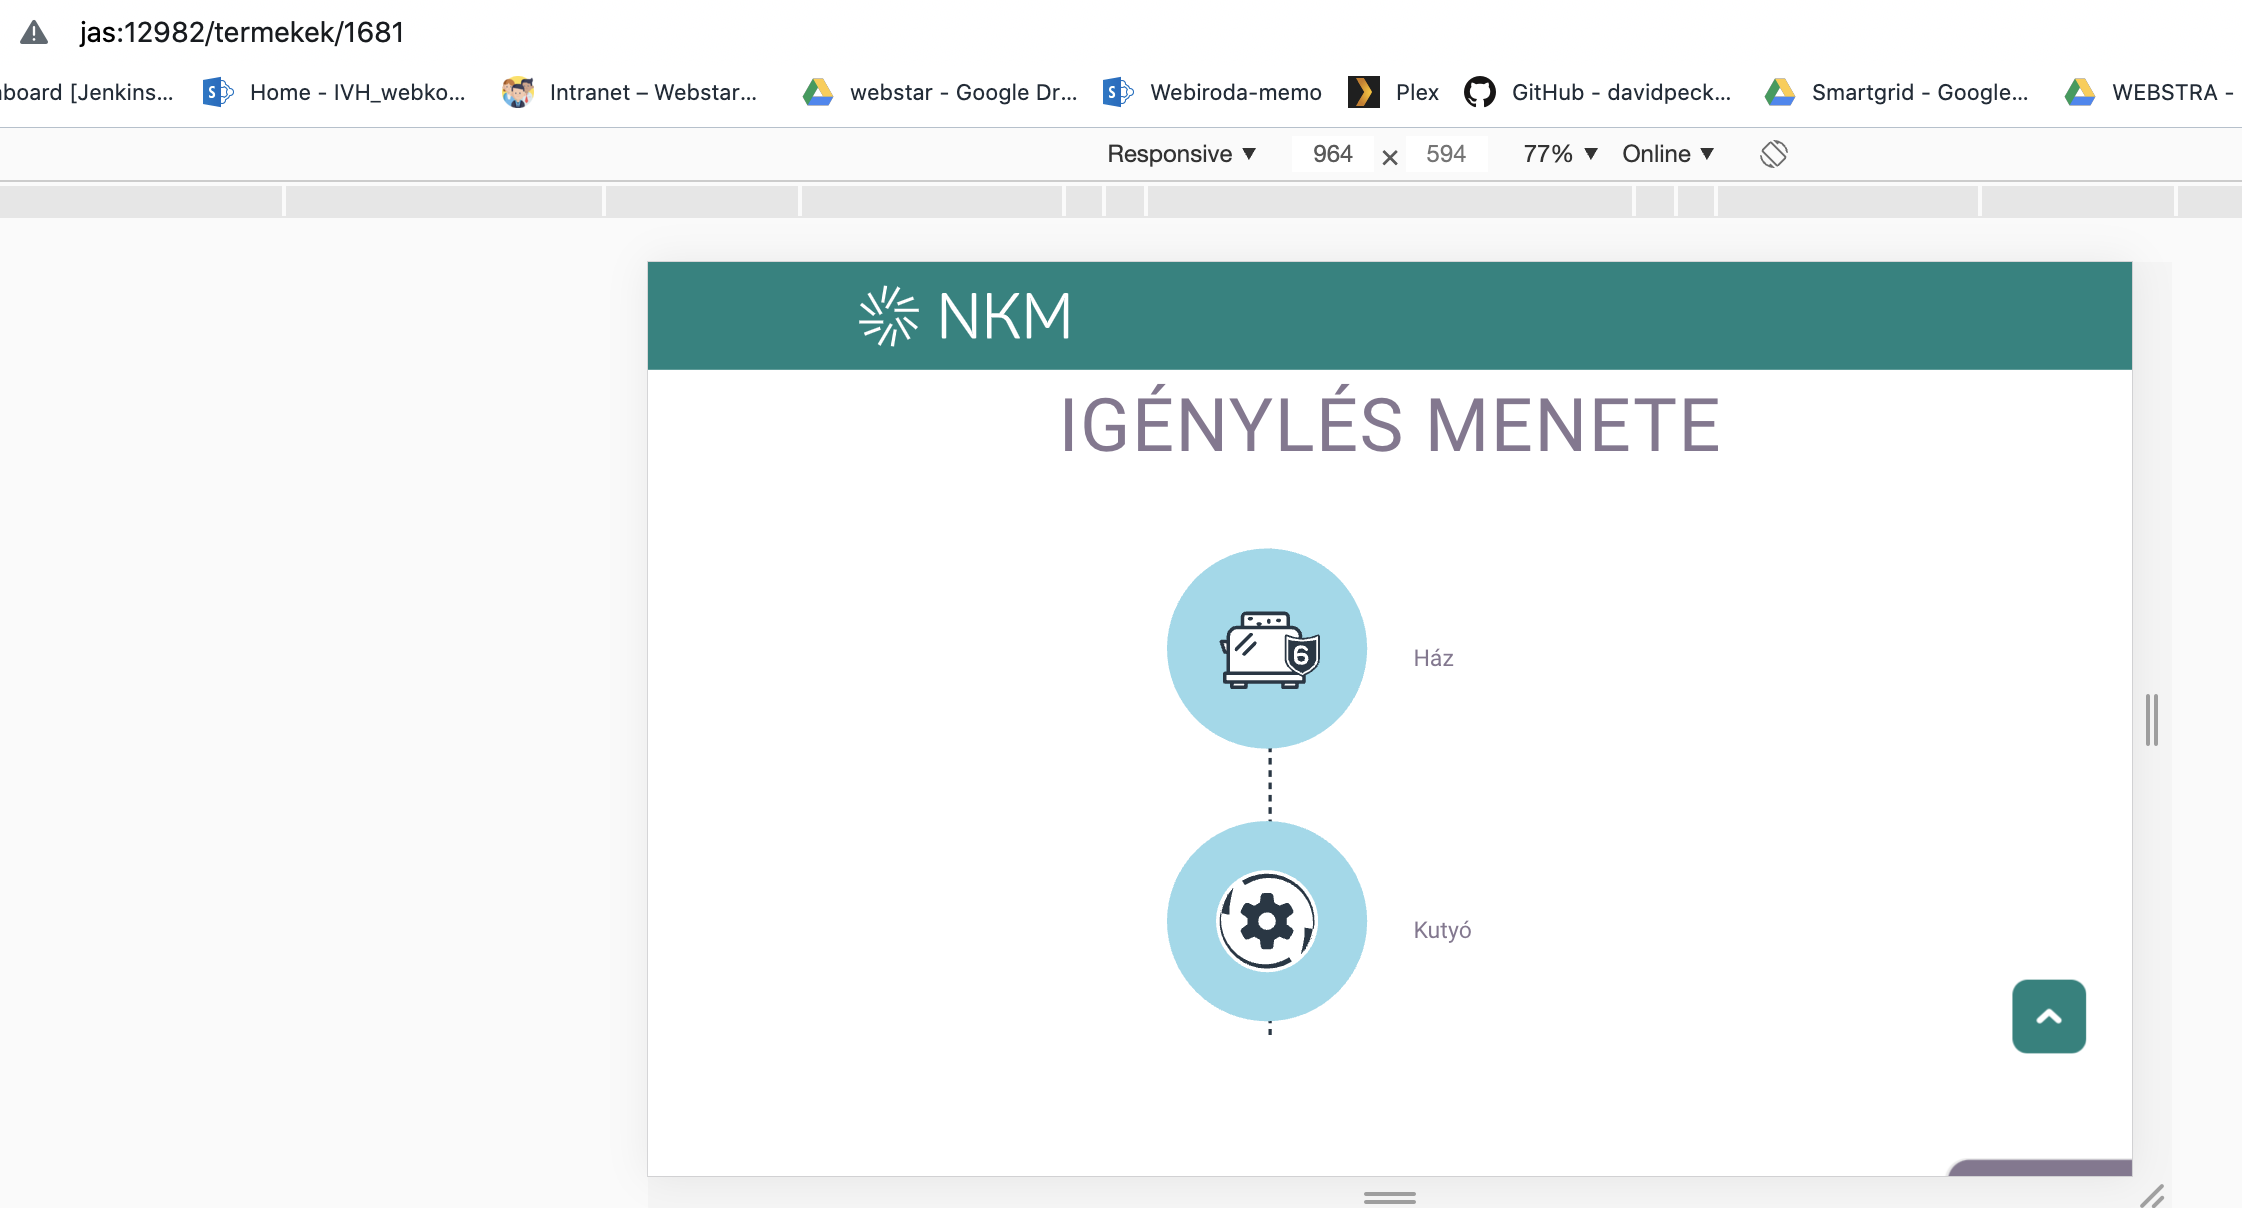 jas:12982/termekek/1681
board [Jenkins... Home - IVH_webko... Intranet – Webstar... webstar - Google Dr... Webiroda-memo Plex GitHub - davidpeck... Smartgrid - Google... WEBSTRA -
Responsive 964 × 594 77% Online
NKM
IGÉNYLÉS MENETE
6
Ház
Kutyó